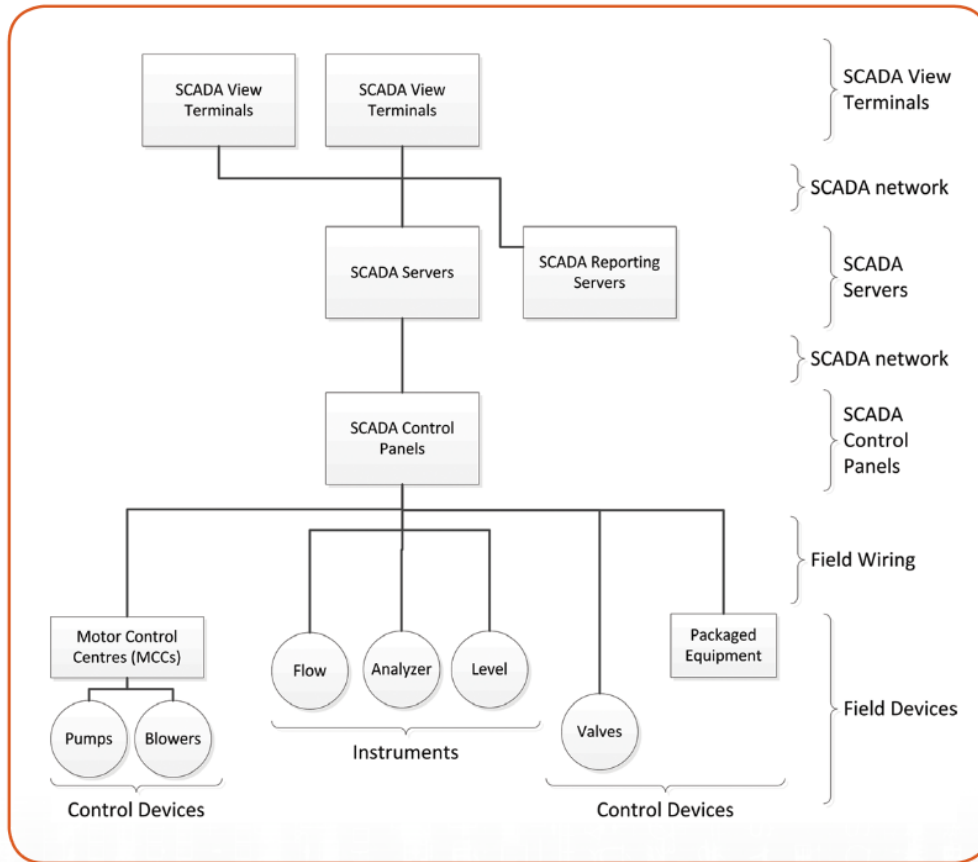 SCADA View
Terminals
SCADA View
Terminals
SCADA View
Terminals
SCADA network
SCADA Servers
SCADA Reporting
Servers
SCADA
Servers
SCADA network
SCADA Control
Panels
SCADA
Control
Panels
Field Wiring
Motor Control
Centres (MCCs)
Flow
Analyzer
Level
Packaged
Equipment
Pumps
Blowers
Instruments
Valves
Field Devices
Control Devices
Control Devices